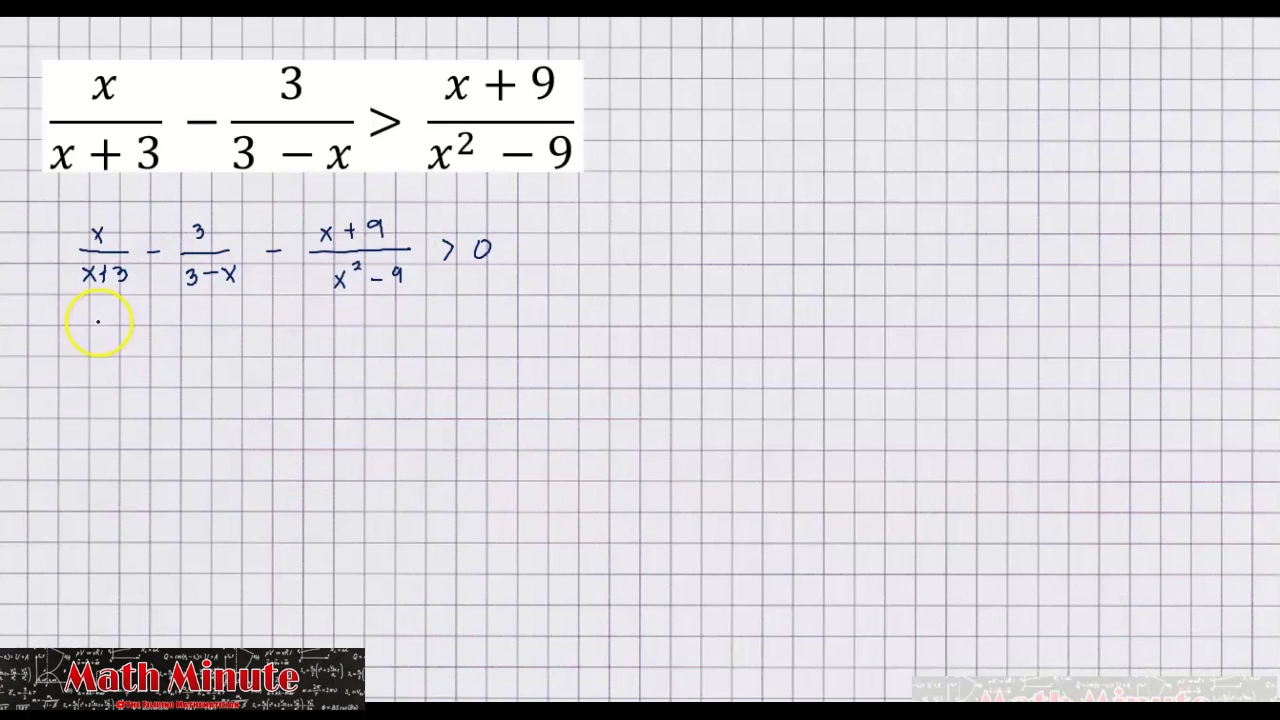 x/(x + 3) − 3/(3 − x) > (x + 9)/(x² − 9)
x/(x+3) − 3/(3−x) − (x + 9)/(x² − 9) > 0
Math Minute